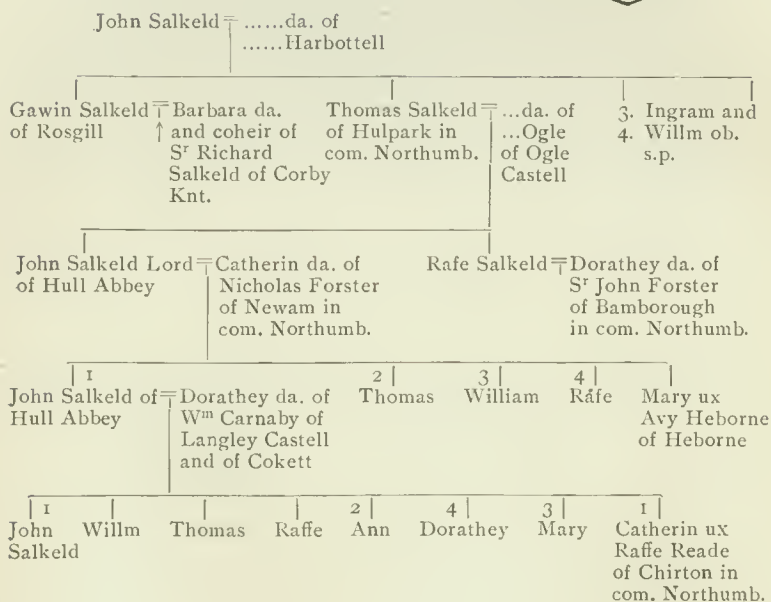 John Salkeld = ......da. of
......Harbottell
Gawin Salkeld = Barbara da.
of Rosgill
and coheir of
Sr Richard
Salkeld of Corby
Knt.
Thomas Salkeld = ...da. of
of Hulpark in
com. Northumb.
...Ogle
of Ogle
Castell
3. Ingram and
4. Willm ob.
s.p.
John Salkeld Lord
of Hull Abbey
= Catherin da. of
Nicholas Forster
of Newam in
com. Northumb.
Rafe Salkeld = Dorathey da. of
Sr John Forster
of Bamborough
in com. Northumb.
1
John Salkeld of
Hull Abbey
= Dorathey da. of
Wm Carnaby of
Langley Castell
and of Cokett
2
Thomas
3
William
4
Rafe
Mary ux
Avy Heborne
of Heborne
1
John
Salkeld
Willm
Thomas
Raffe
2
Ann
4
Dorathey
3
Mary
1
Catherin ux
Raffe Reade
of Chirton in
com. Northumb.